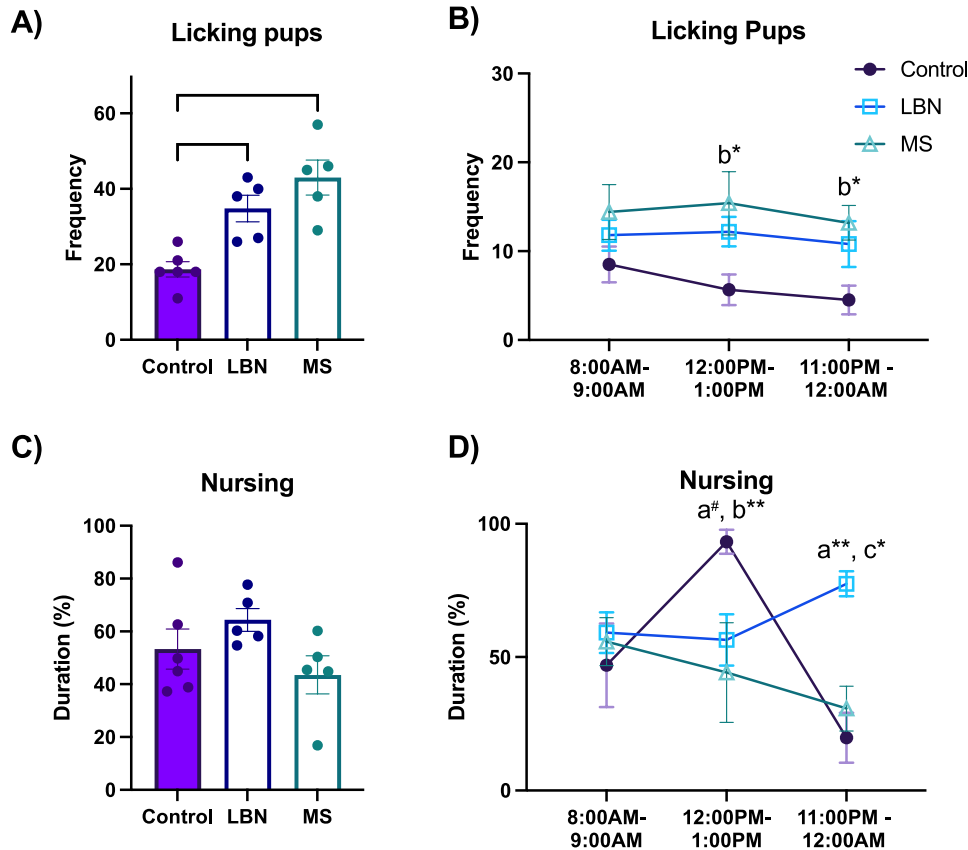 A)
Licking pups
Frequency
60
40
20
0
Control LBN MS
B)
Licking Pups
Control
LBN
MS
Frequency
30
20
10
0
b*
b*
8:00AM-
9:00AM
12:00PM-
1:00PM
11:00PM -
12:00AM
C)
Nursing
Duration (%)
100
80
60
40
20
0
Control LBN MS
D)
Nursing
Duration (%)
100
50
0
a#, b**
a**, c*
8:00AM-
9:00AM
12:00PM-
1:00PM
11:00PM -
12:00AM